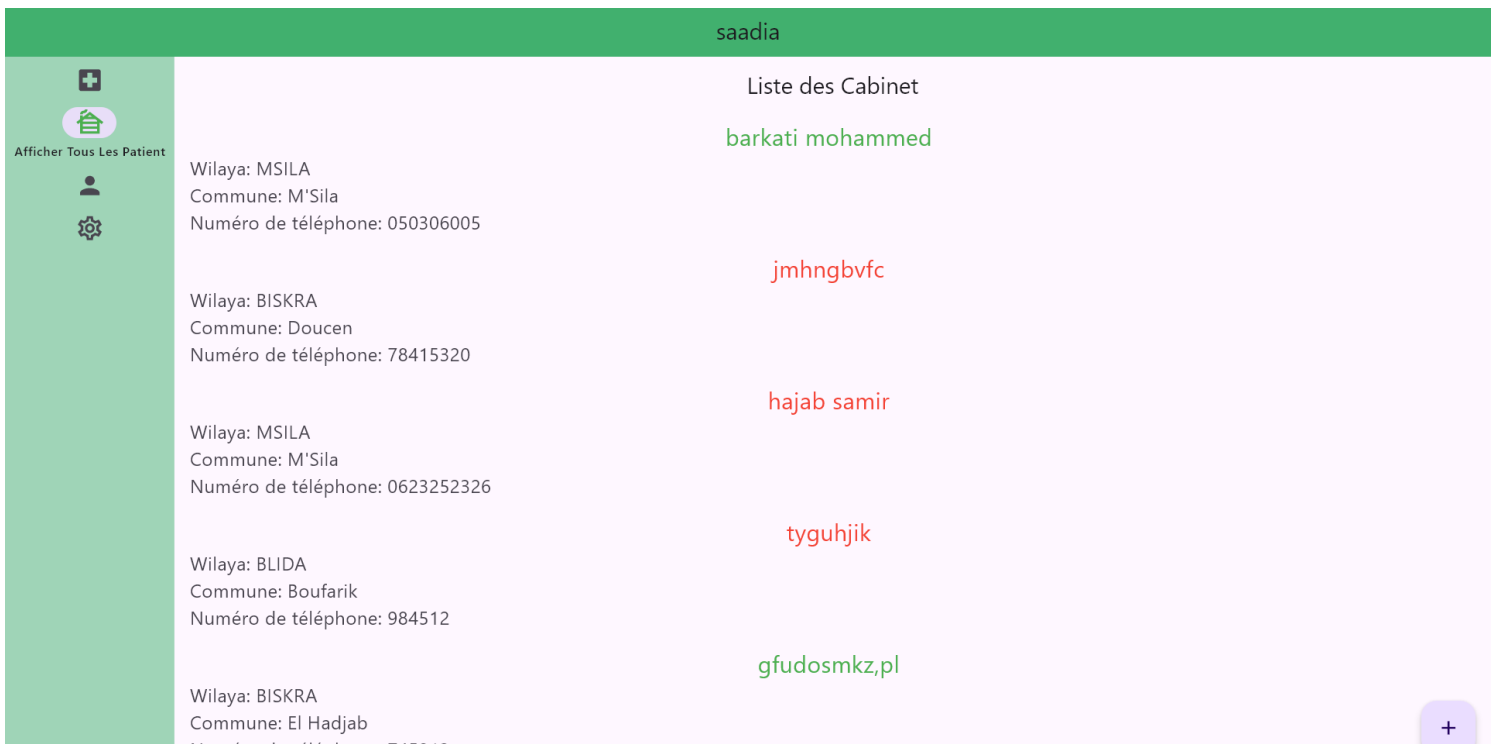 saadia
Liste des Cabinet
Afficher Tous Les Patient
barkati mohammed
Wilaya: MSILA
Commune: M'Sila
Numéro de téléphone: 050306005
jmhngbvfc
Wilaya: BISKRA
Commune: Doucen
Numéro de téléphone: 78415320
hajab samir
Wilaya: MSILA
Commune: M'Sila
Numéro de téléphone: 0623252326
tyguhjik
Wilaya: BLIDA
Commune: Boufarik
Numéro de téléphone: 984512
gfudosmkz,pl
Wilaya: BISKRA
Commune: El Hadjab